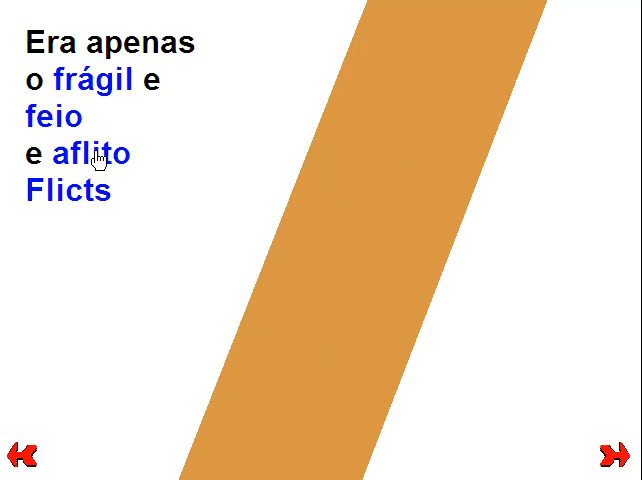 Era apenas
o frágil e
feio
e aflito
Flicts